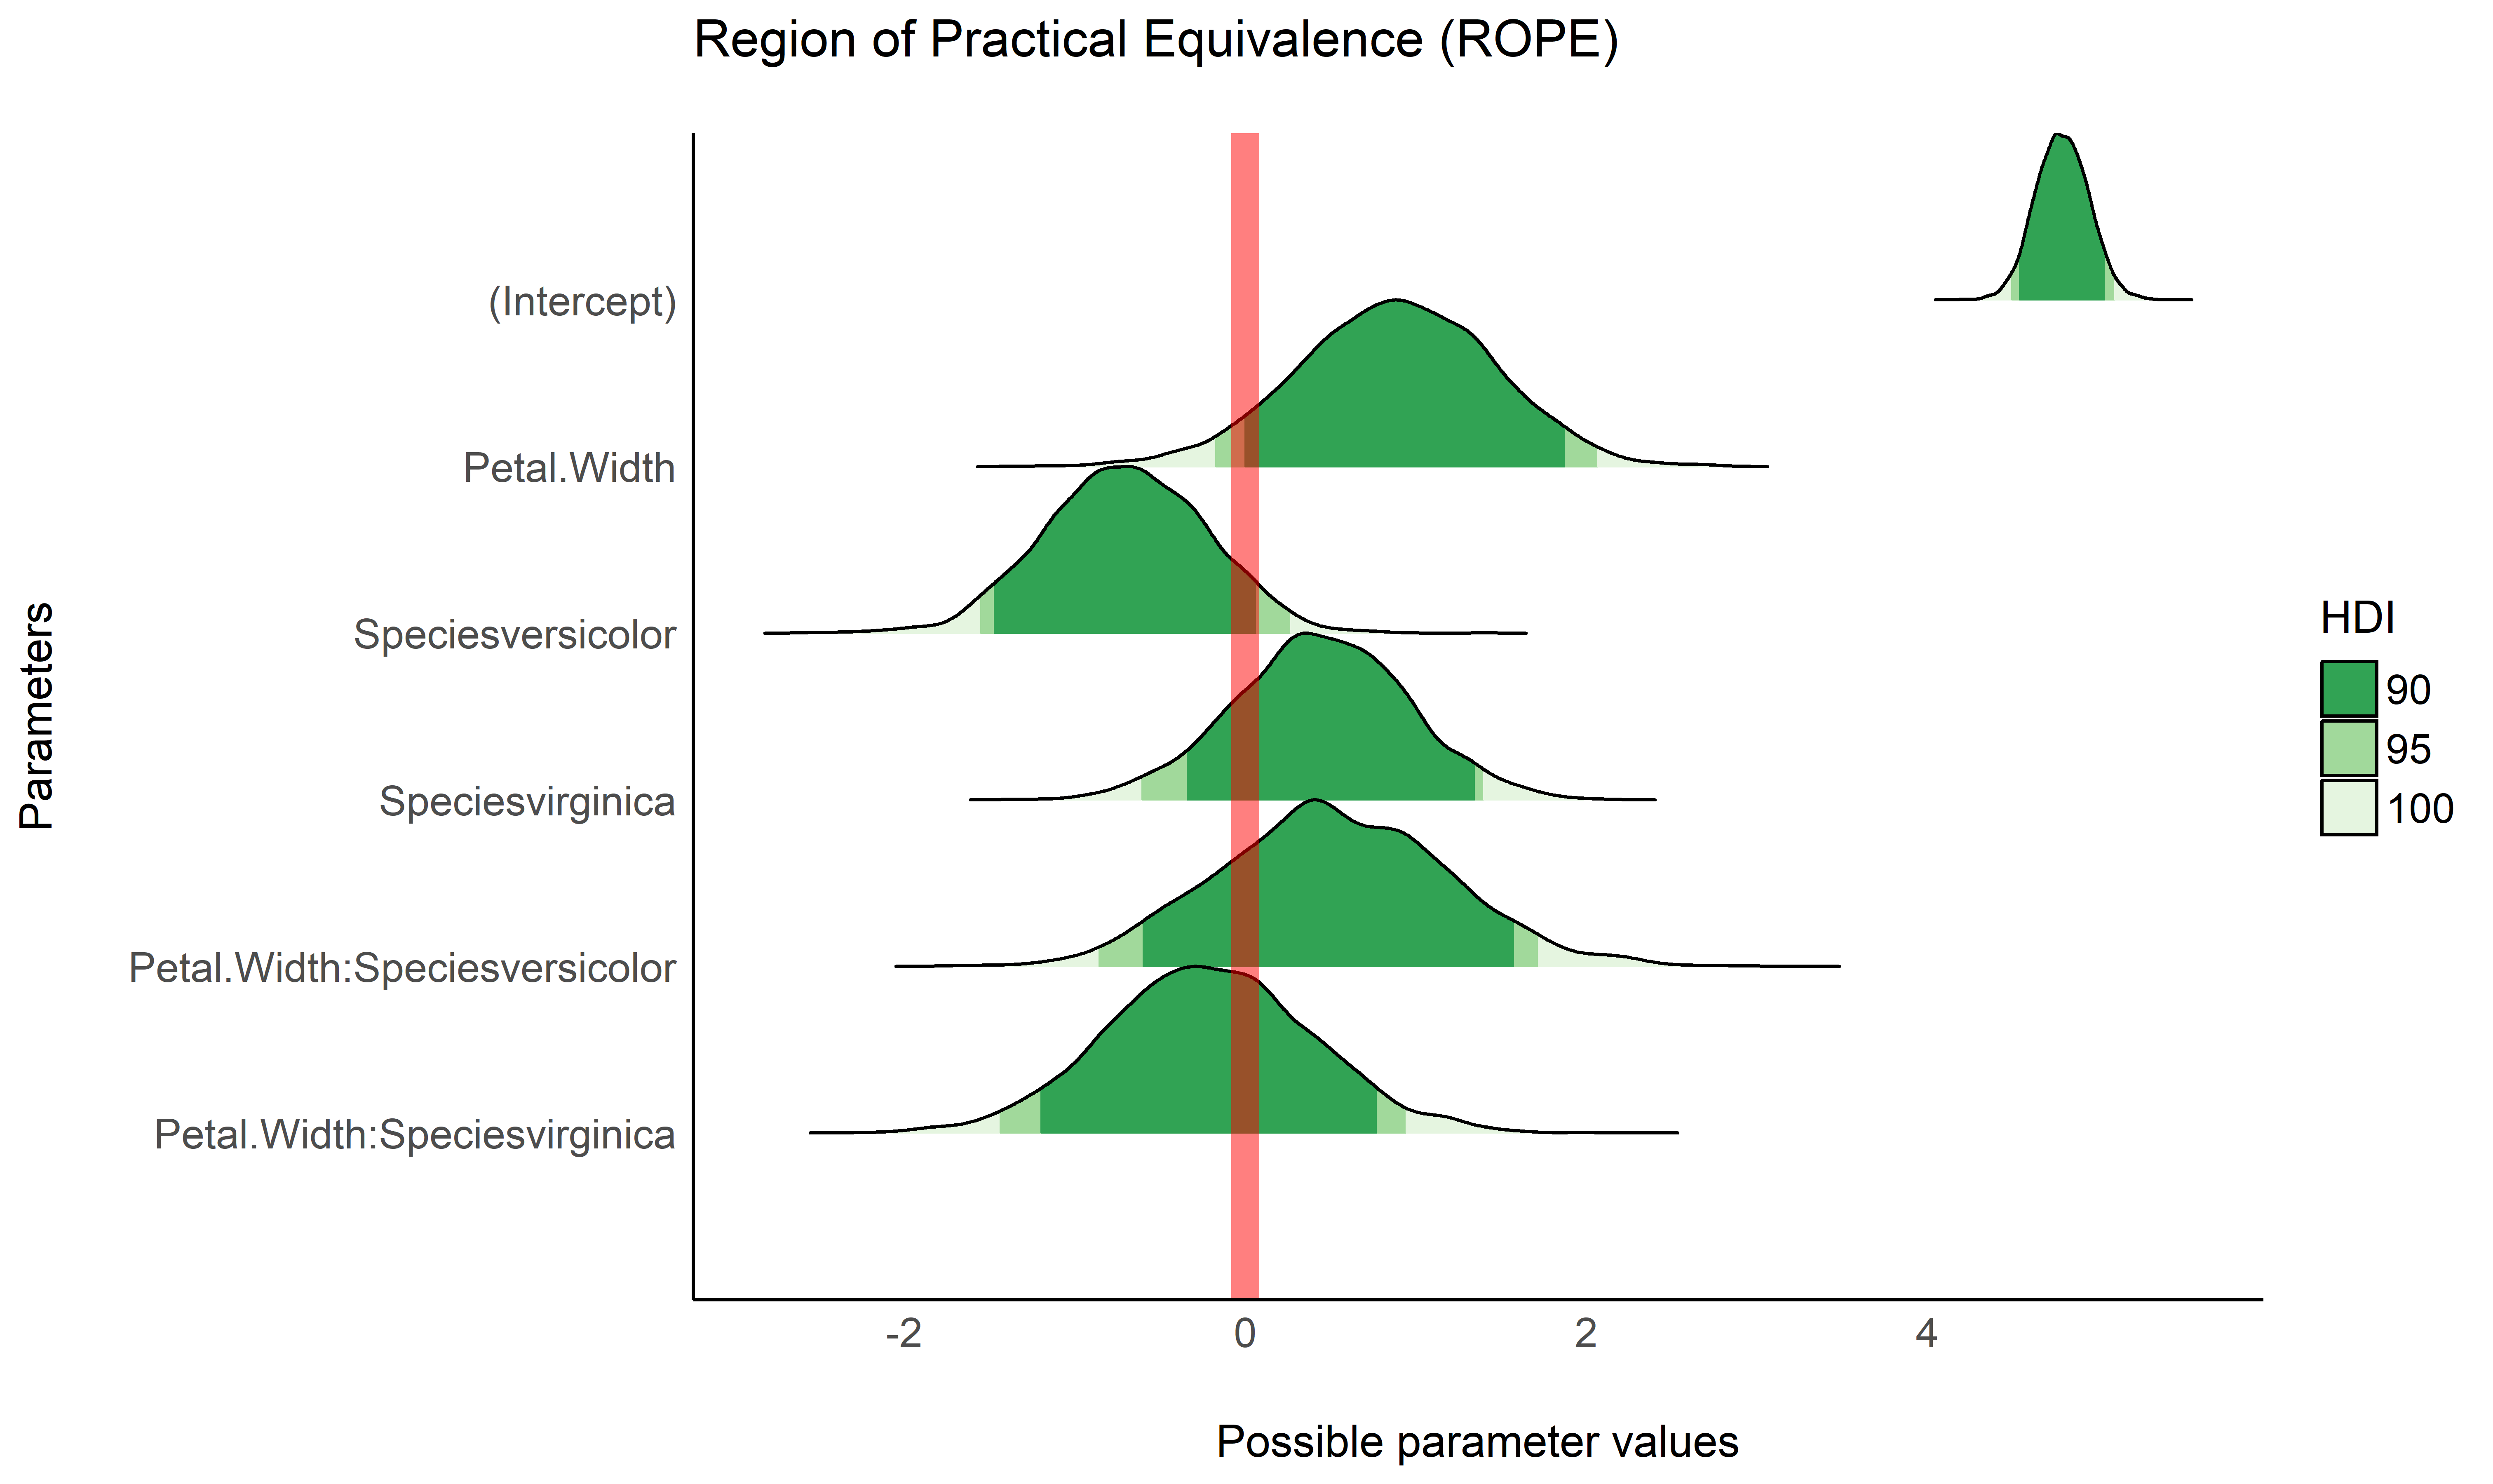 Region of Practical Equivalence (ROPE)
Parameters
(Intercept)
Petal.Width
Speciesversicolor
Speciesvirginica
Petal.Width:Speciesversicolor
Petal.Width:Speciesvirginica
-2 0 2 4
Possible parameter values
HDI
90
95
100